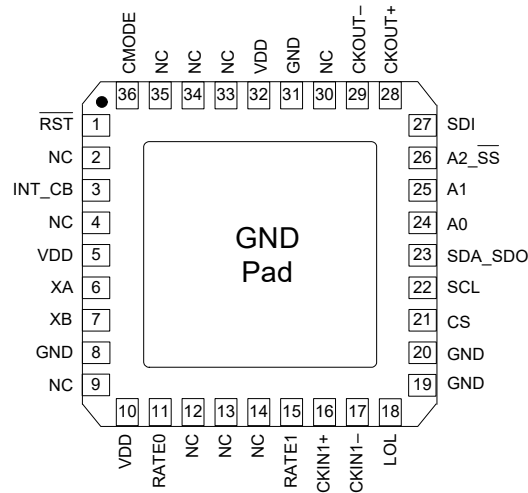 CMODE NC NC NC VDD GND NC CKOUT– CKOUT+
36 35 34 33 32 31 30 29 28
R̅S̅T̅ 1
NC 2
INT_CB 3
NC 4
VDD 5
XA 6
XB 7
GND 8
NC 9
GND
Pad
27 SDI
26 A2_S̅S̅
25 A1
24 A0
23 SDA_SDO
22 SCL
21 CS
20 GND
19 GND
10 11 12 13 14 15 16 17 18
VDD RATE0 NC NC NC RATE1 CKIN1+ CKIN1– LOL